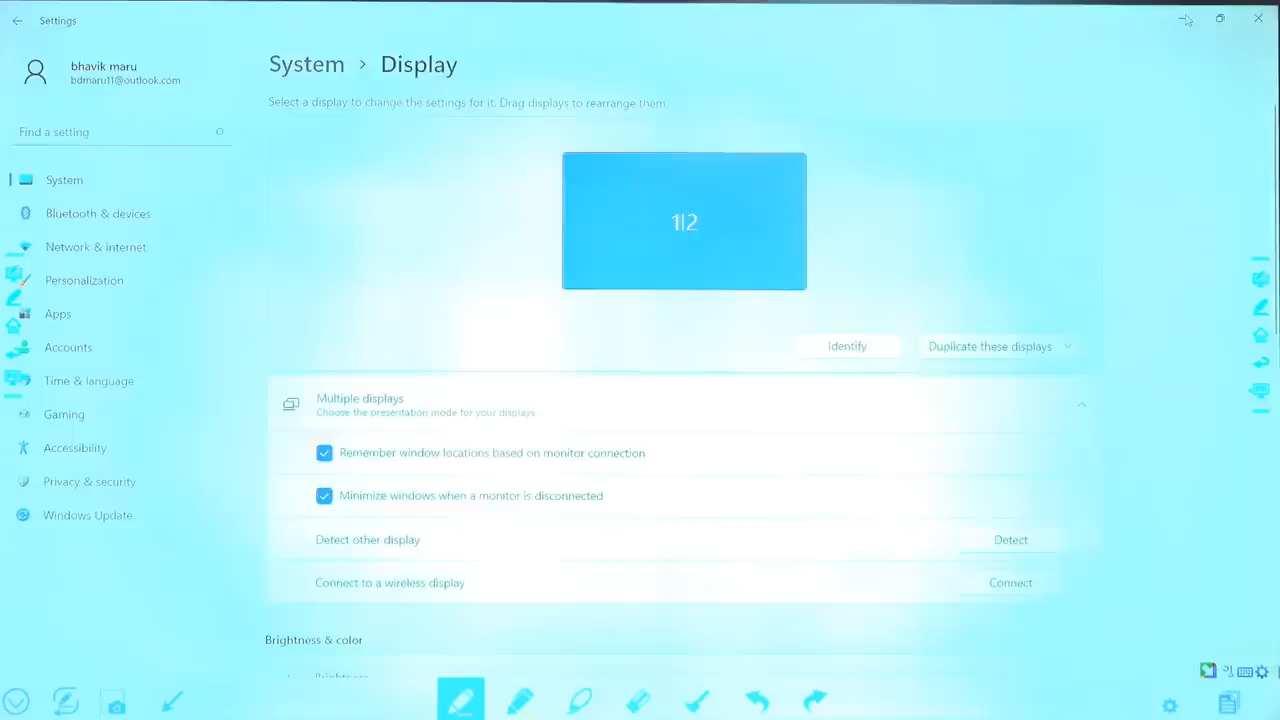 Settings
bhavik maru
bdmaru11@outlook.com
Find a setting
System
Bluetooth & devices
Network & internet
Personalization
Apps
Accounts
Time & language
Gaming
Accessibility
Privacy & security
Windows Update
System > Display
Select a display to change the settings for it. Drag displays to rearrange them.
1|2
Identify
Duplicate these displays
Multiple displays
Choose the presentation mode for your displays
Remember window locations based on monitor connection
Minimize windows when a monitor is disconnected
Detect other display
Detect
Connect to a wireless display
Connect
Brightness & color
Brightness